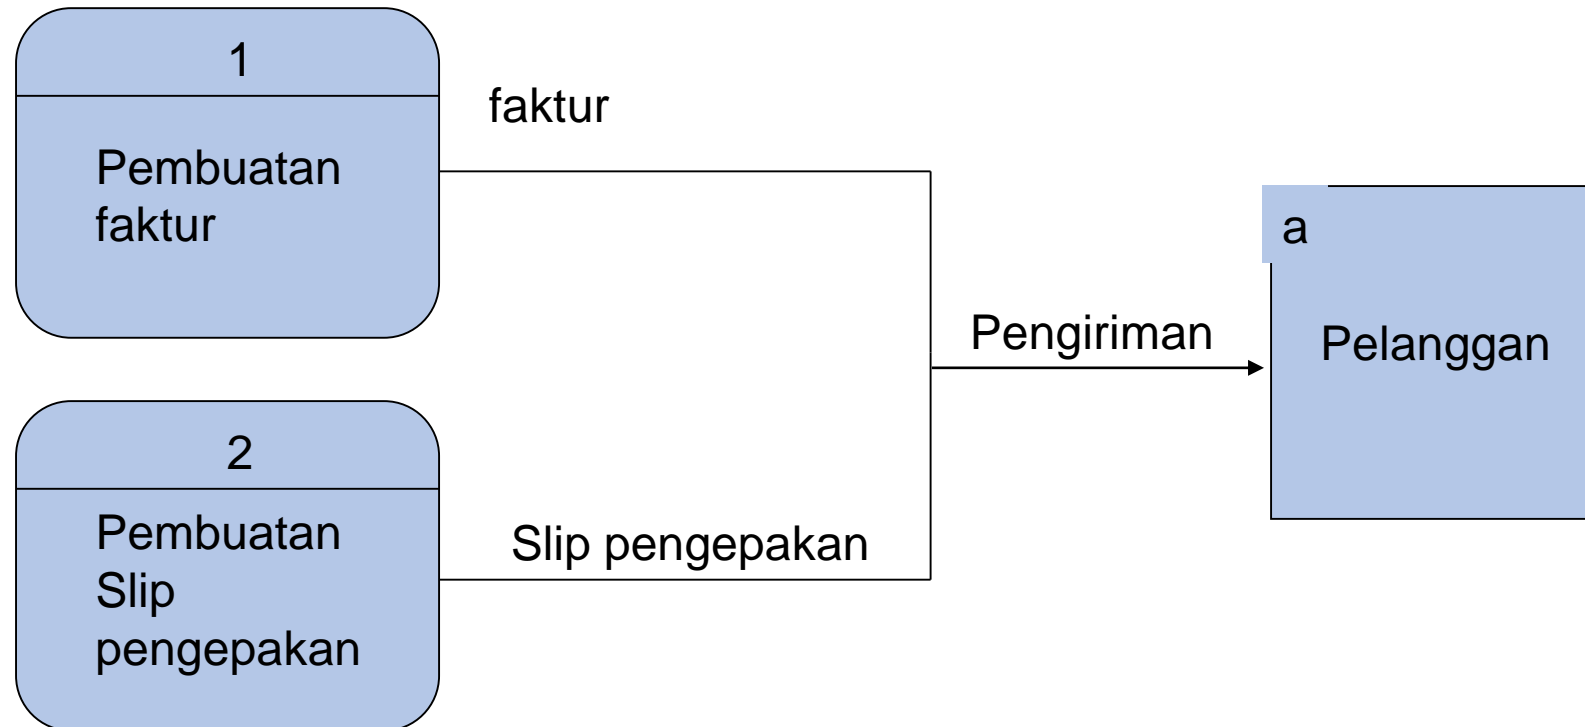 1
Pembuatan
faktur
faktur
2
Pembuatan
Slip
pengepakan
Slip pengepakan
Pengiriman
a
Pelanggan